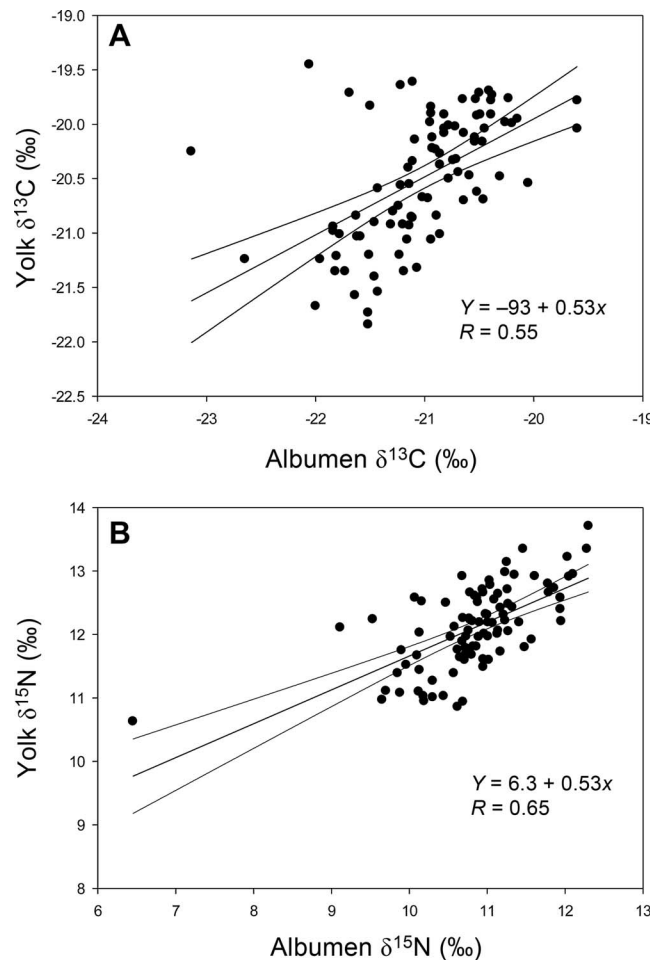 A
Yolk δ¹³C (‰)
-19.0
-19.5
-20.0
-20.5
-21.0
-21.5
-22.0
-22.5
Y = –93 + 0.53x
R = 0.55
-24 -23 -22 -21 -20 -19
Albumen δ¹³C (‰)
B
Yolk δ¹⁵N (‰)
14
13
12
11
10
9
8
Y = 6.3 + 0.53x
R = 0.65
6 7 8 9 10 11 12 13
Albumen δ¹⁵N (‰)